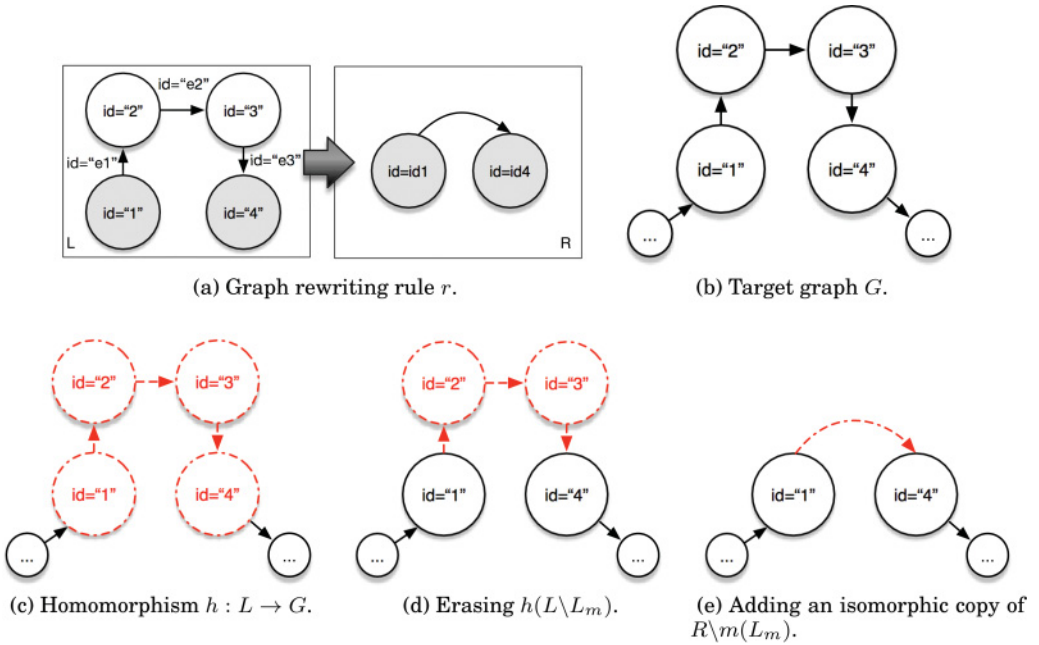 id=“2”
id=“3”
id=“e2”
id=“2”
id=“3”
id=“e1”
id=“e3”
id=id1
id=id4
id=“1”
id=“4”
id=“1”
id=“4”
L
R
...
...
(a) Graph rewriting rule r.
(b) Target graph G.
id=“2”
id=“3”
id=“2”
id=“3”
id=“1”
id=“4”
id=“1”
id=“4”
id=“1”
id=“4”
...
...
...
...
...
...
(c) Homomorphism h : L → G.
(d) Erasing h(L\Lm).
(e) Adding an isomorphic copy of
R\m(Lm).